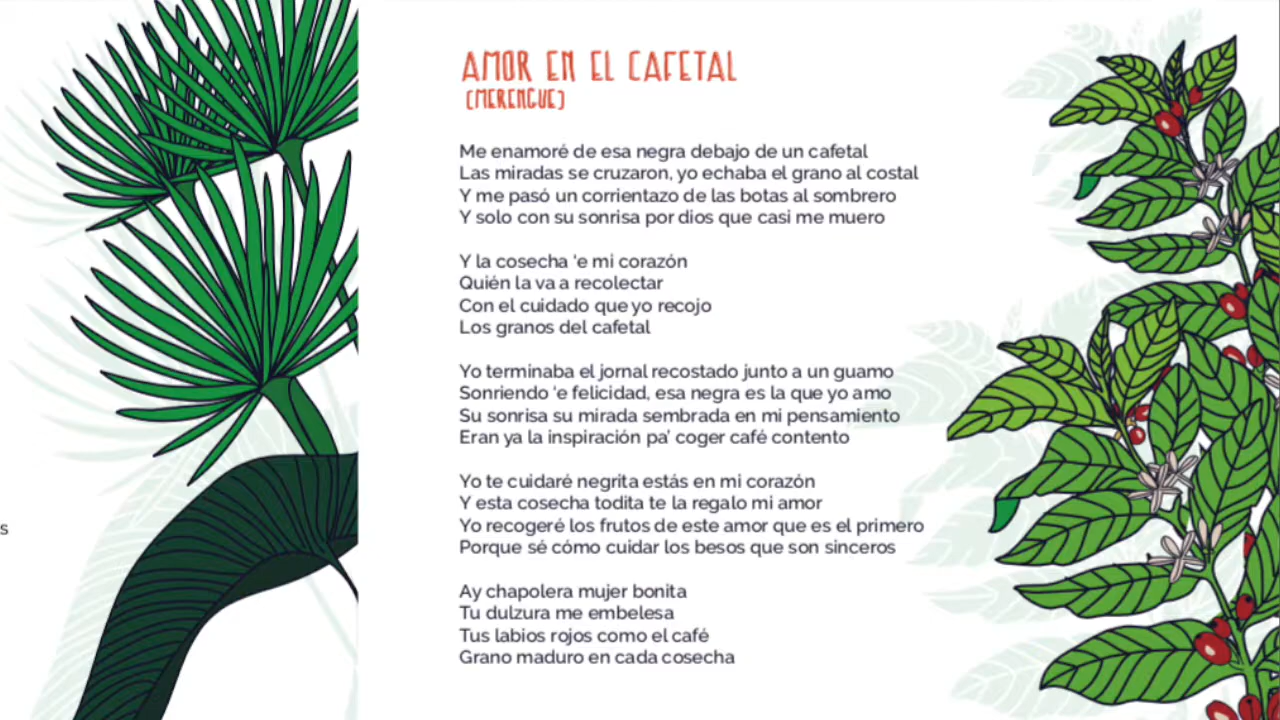 AMOR EN EL CAFETAL
(MERENGUE)
Me enamoré de esa negra debajo de un cafetal
Las miradas se cruzaron, yo echaba el grano al costal
Y me pasó un corrientazo de las botas al sombrero
Y solo con su sonrisa por dios que casi me muero
Y la cosecha ‘e mi corazón
Quién la va a recolectar
Con el cuidado que yo recojo
Los granos del cafetal
Yo terminaba el jornal recostado junto a un guamo
Sonriendo ‘e felicidad, esa negra es la que yo amo
Su sonrisa su mirada sembrada en mi pensamiento
Eran ya la inspiración pa’ coger café contento
Yo te cuidaré negrita estás en mi corazón
Y esta cosecha todita te la regalo mi amor
Yo recogeré los frutos de este amor que es el primero
Porque sé cómo cuidar los besos que son sinceros
Ay chapolera mujer bonita
Tu dulzura me embelesa
Tus labios rojos como el café
Grano maduro en cada cosecha